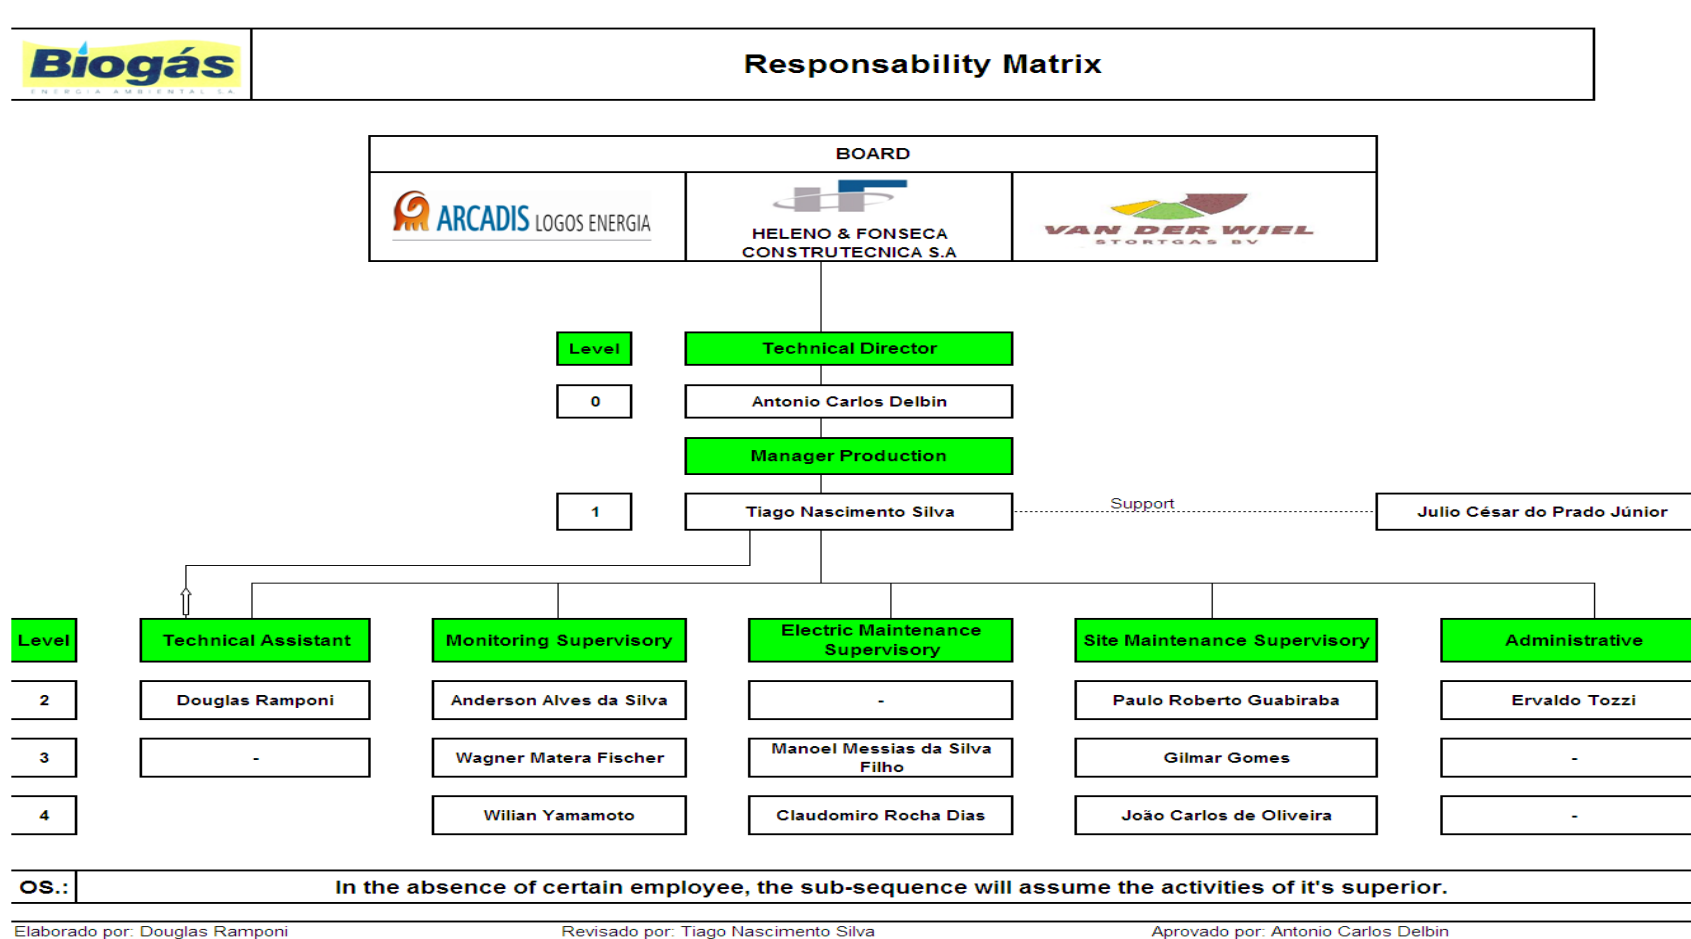 Biogás
ENERGIA AMBIENTAL SA
Responsability Matrix
BOARD
ARCADIS LOGOS ENERGIA
HELENO & FONSECA
CONSTRUTECNICA S.A
VAN DER WIEL
STORTGAS BV
Level
Technical Director
0
Antonio Carlos Delbin
Manager Production
1
Tiago Nascimento Silva
Support
Julio César do Prado Júnior
Level
Technical Assistant
Monitoring Supervisory
Electric Maintenance
Supervisory
Site Maintenance Supervisory
Administrative
2
Douglas Ramponi
Anderson Alves da Silva
-
Paulo Roberto Guabiraba
Ervaldo Tozzi
3
-
Wagner Matera Fischer
Manoel Messias da Silva
Filho
Gilmar Gomes
-
4
Wilian Yamamoto
Claudomiro Rocha Dias
João Carlos de Oliveira
-
OS.:
In the absence of certain employee, the sub-sequence will assume the activities of it's superior.
Elaborado por: Douglas Ramponi
Revisado por: Tiago Nascimento Silva
Aprovado por: Antonio Carlos Delbin